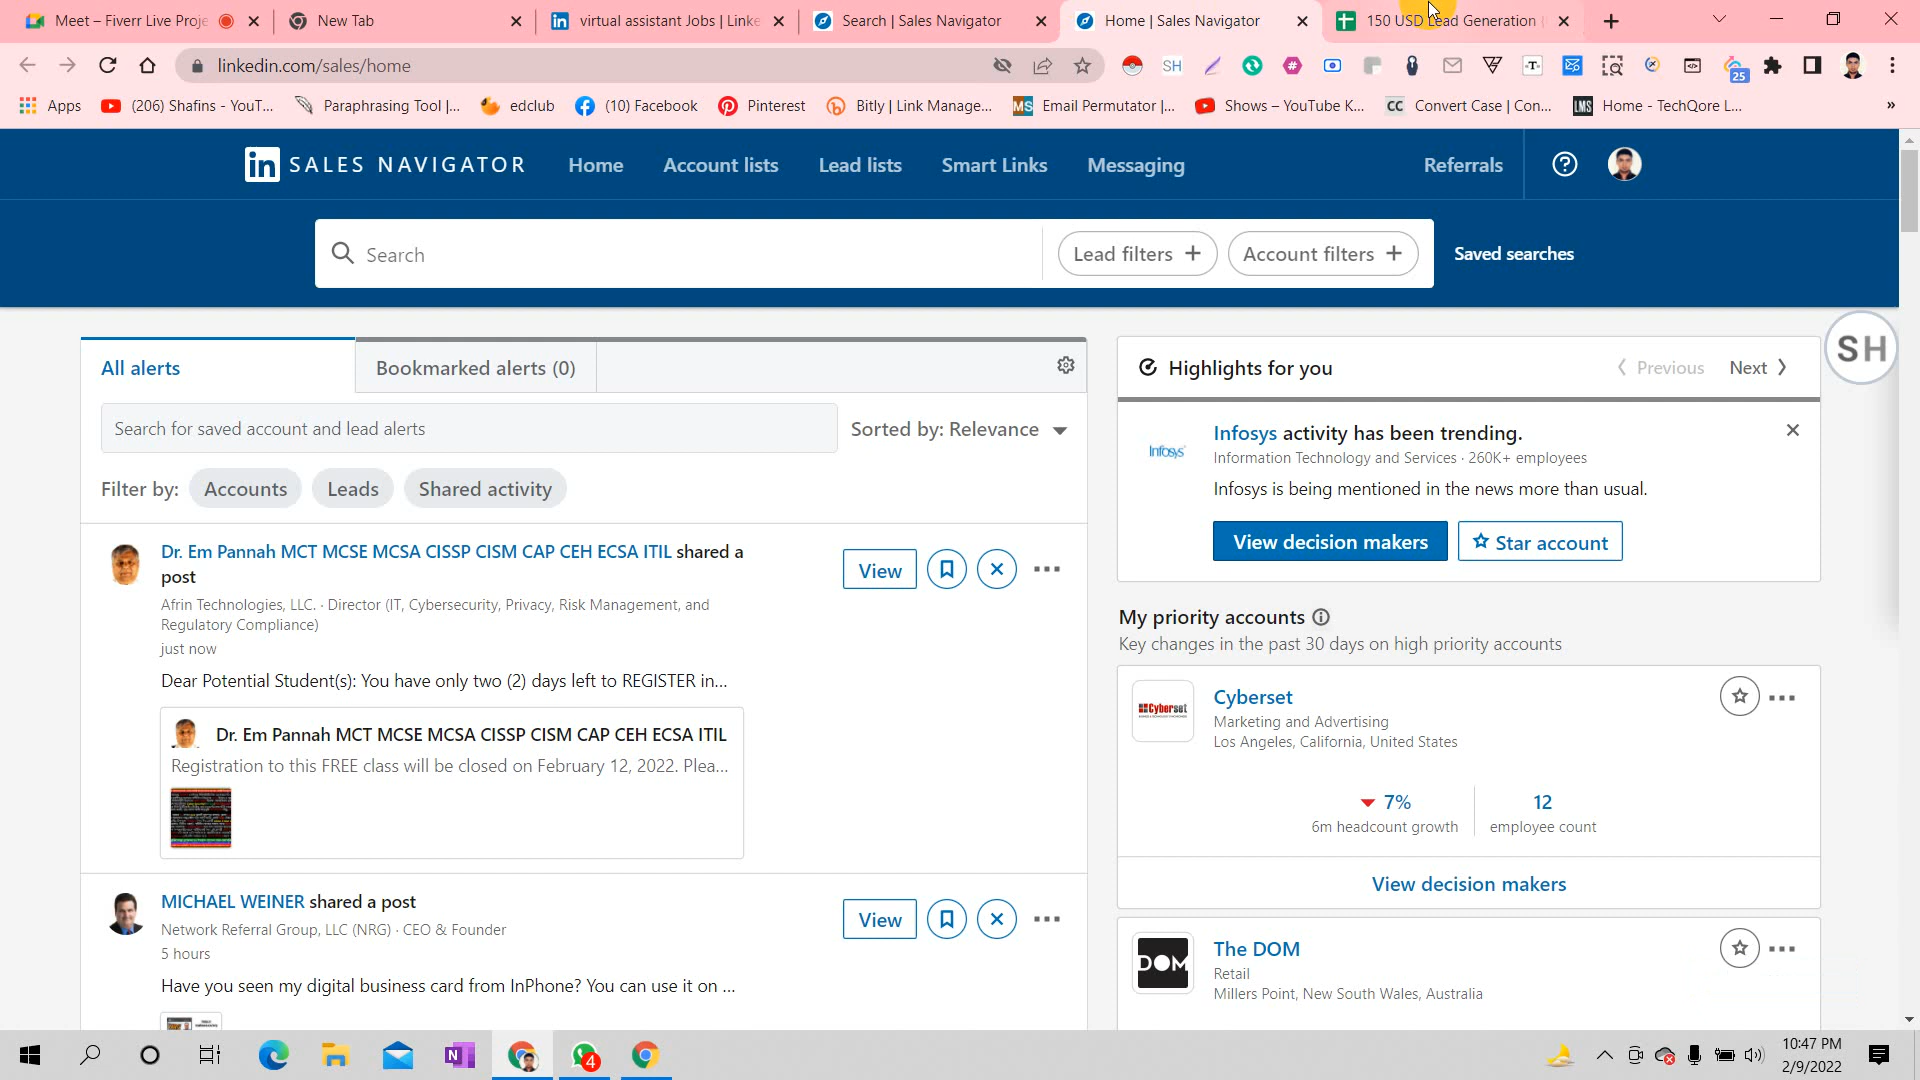 Meet – Fiverr Live Proje
New Tab
virtual assistant Jobs | Linke
Search | Sales Navigator
Home | Sales Navigator
150 USD Lead Generation
linkedin.com/sales/home
SH
25
Apps
(206) Shafins - YouT...
Paraphrasing Tool |...
edclub
(10) Facebook
Pinterest
Bitly | Link Manage...
MS Email Permutator |...
Shows – YouTube K...
CC Convert Case | Con...
LMS Home - TechQore L...
»
in SALES NAVIGATOR
Home
Account lists
Lead lists
Smart Links
Messaging
Referrals
Search
Lead filters +
Account filters +
Saved searches
All alerts
Bookmarked alerts (0)
Search for saved account and lead alerts
Sorted by: Relevance
Filter by:
Accounts
Leads
Shared activity
Dr. Em Pannah MCT MCSE MCSA CISSP CISM CAP CEH ECSA ITIL shared a
post
Afrin Technologies, LLC. · Director (IT, Cybersecurity, Privacy, Risk Management, and
Regulatory Compliance)
just now
Dear Potential Student(s): You have only two (2) days left to REGISTER in...
View
Dr. Em Pannah MCT MCSE MCSA CISSP CISM CAP CEH ECSA ITIL
Registration to this FREE class will be closed on February 12, 2022. Plea...
MICHAEL WEINER shared a post
Network Referral Group, LLC (NRG) · CEO & Founder
5 hours
Have you seen my digital business card from InPhone? You can use it on ...
View
Highlights for you
Previous
Next
SH
Infosys
Infosys activity has been trending.
Information Technology and Services · 260K+ employees
Infosys is being mentioned in the news more than usual.
View decision makers
Star account
My priority accounts
Key changes in the past 30 days on high priority accounts
Cyberset
Cyberset
Marketing and Advertising
Los Angeles, California, United States
7%
6m headcount growth
12
employee count
View decision makers
DOM
The DOM
Retail
Millers Point, New South Wales, Australia
4
10:47 PM
2/9/2022